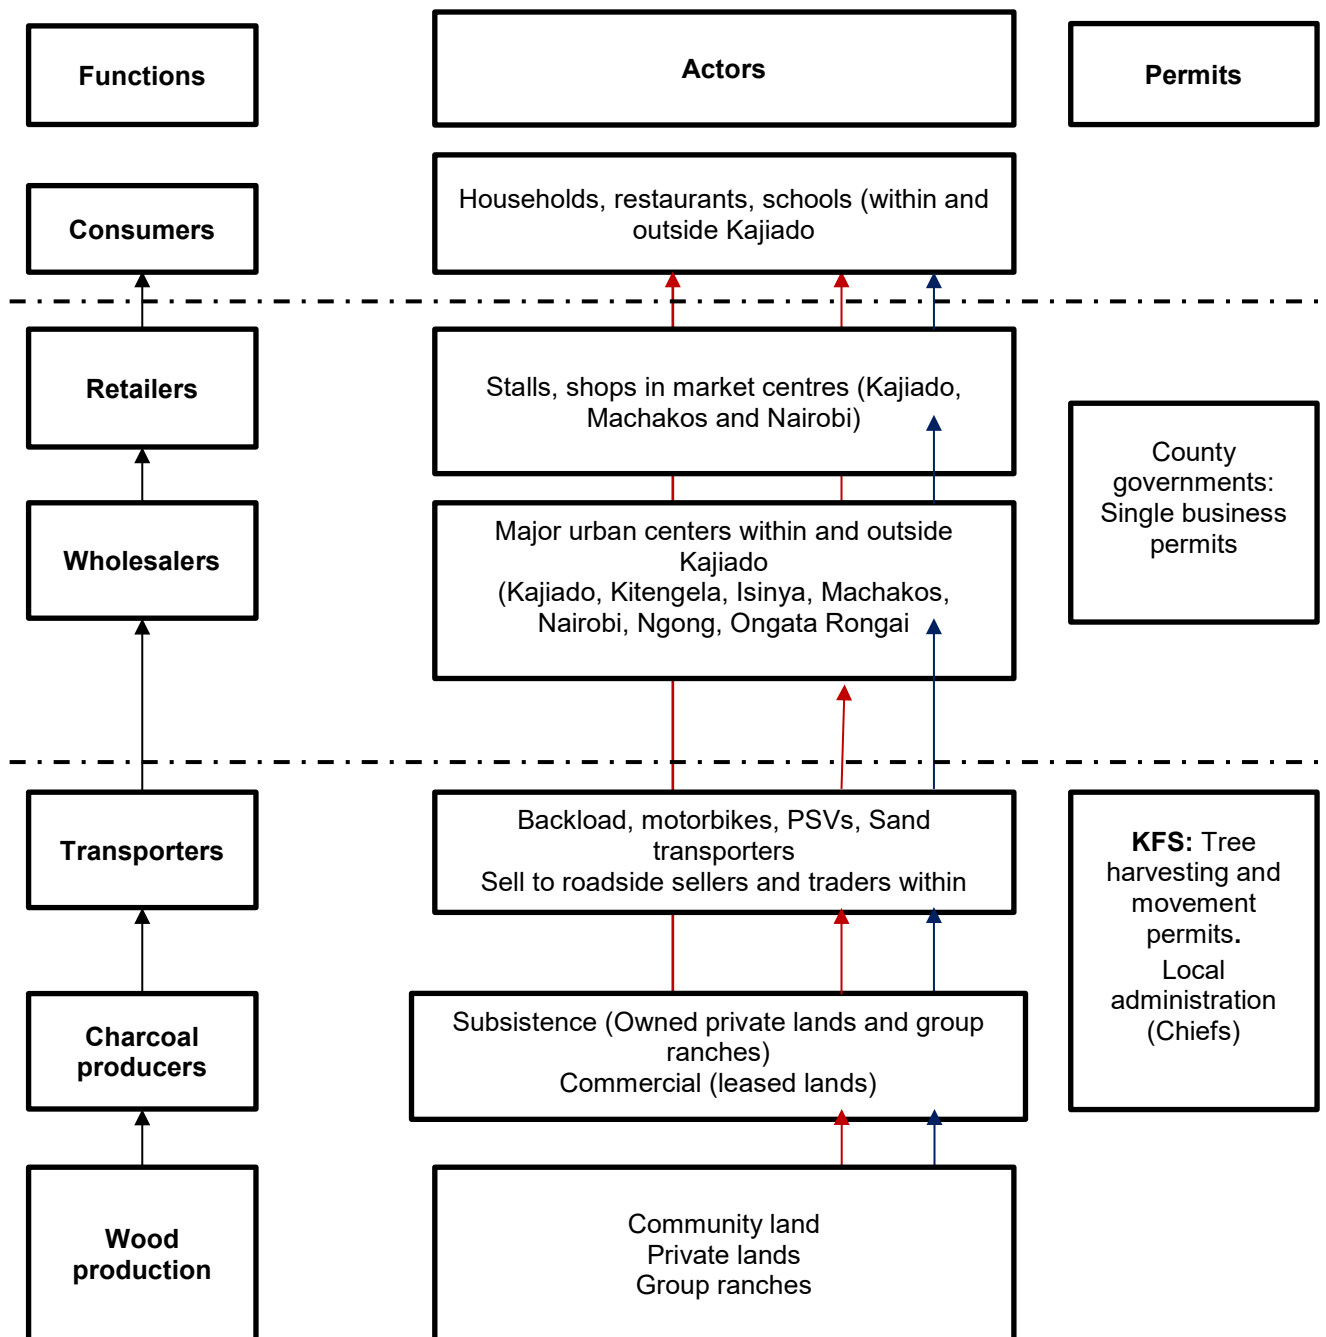 Functions
Actors
Permits
Consumers
Households, restaurants, schools (within and
outside Kajiado
Retailers
Stalls, shops in market centres (Kajiado,
Machakos and Nairobi)
County
governments:
Single business
permits
Wholesalers
Major urban centers within and outside
Kajiado
(Kajiado, Kitengela, Isinya, Machakos,
Nairobi, Ngong, Ongata Rongai
Transporters
Backload, motorbikes, PSVs, Sand
transporters
Sell to roadside sellers and traders within
KFS: Tree
harvesting and
movement
permits.
Local
administration
(Chiefs)
Charcoal
producers
Subsistence (Owned private lands and group
ranches)
Commercial (leased lands)
Wood
production
Community land
Private lands
Group ranches